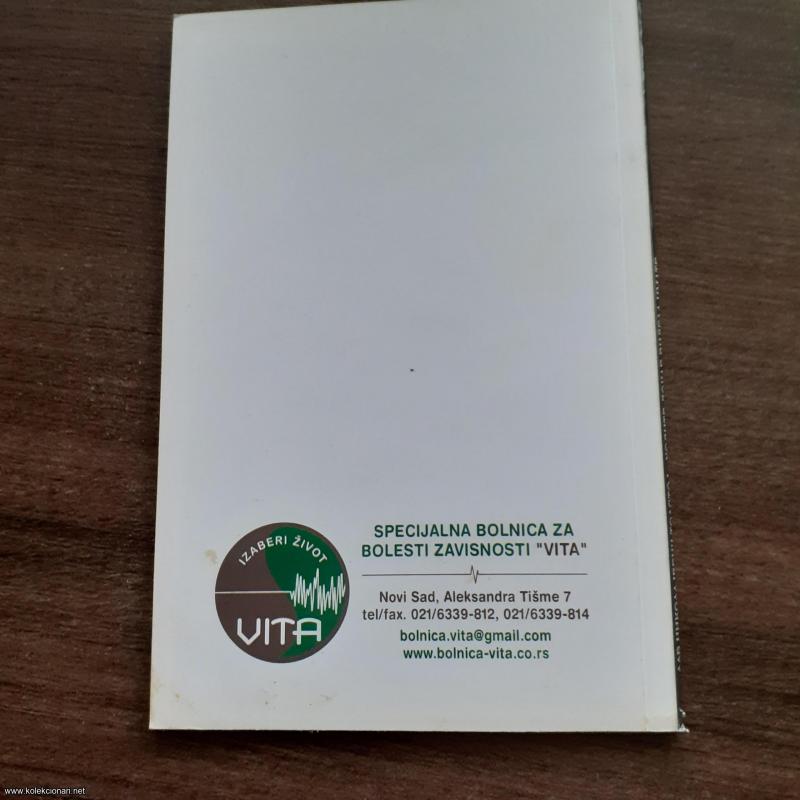 IZABERI ŽIVOT
VITA
SPECIJALNA BOLNICA ZA
BOLESTI ZAVISNOSTI "VITA"
Novi Sad, Aleksandra Tišme 7
tel/fax. 021/6339-812, 021/6339-814
bolnica.vita@gmail.com
www.bolnica-vita.co.rs
www.kolekcionari.net